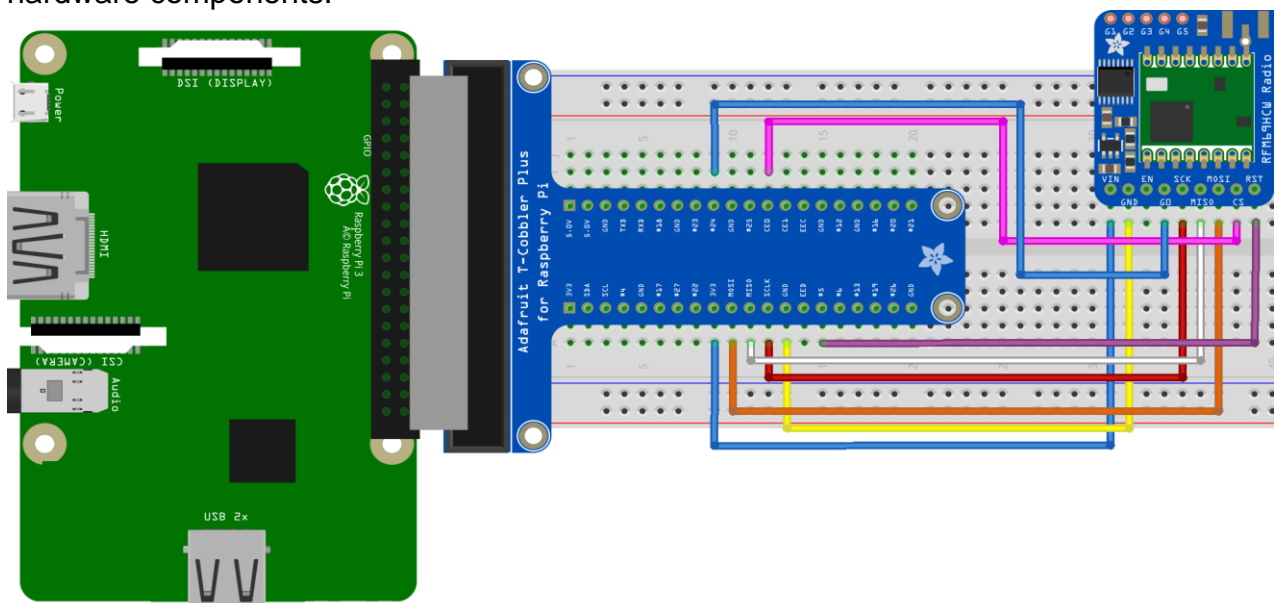 hardware components.
DSI (DISPLAY)
Power
GPIO
HDMI
Raspberry Pi 3
© Raspberry Pi
CSI (CAMERA)
Audio
USB 2x
Adafruit T-Cobbler Plus
for Raspberry Pi
1 5 10 15 20
5.0V 5.0V GND TXD RXD #18 GND #23 #24 GND #25 CE0 CE1 EEC GND #12 GND #16 #20 #21
3V3 SDA SCL #4 GND #17 #27 #22 3V3 MOSI MISO SCLK GND EED #5 #6 #13 #19 #26 GND
1 5
G1 G2 G3 G4 G5
RFM69HCW Radio
VIN EN SCK MOSI RST
GND G0 MISO CS